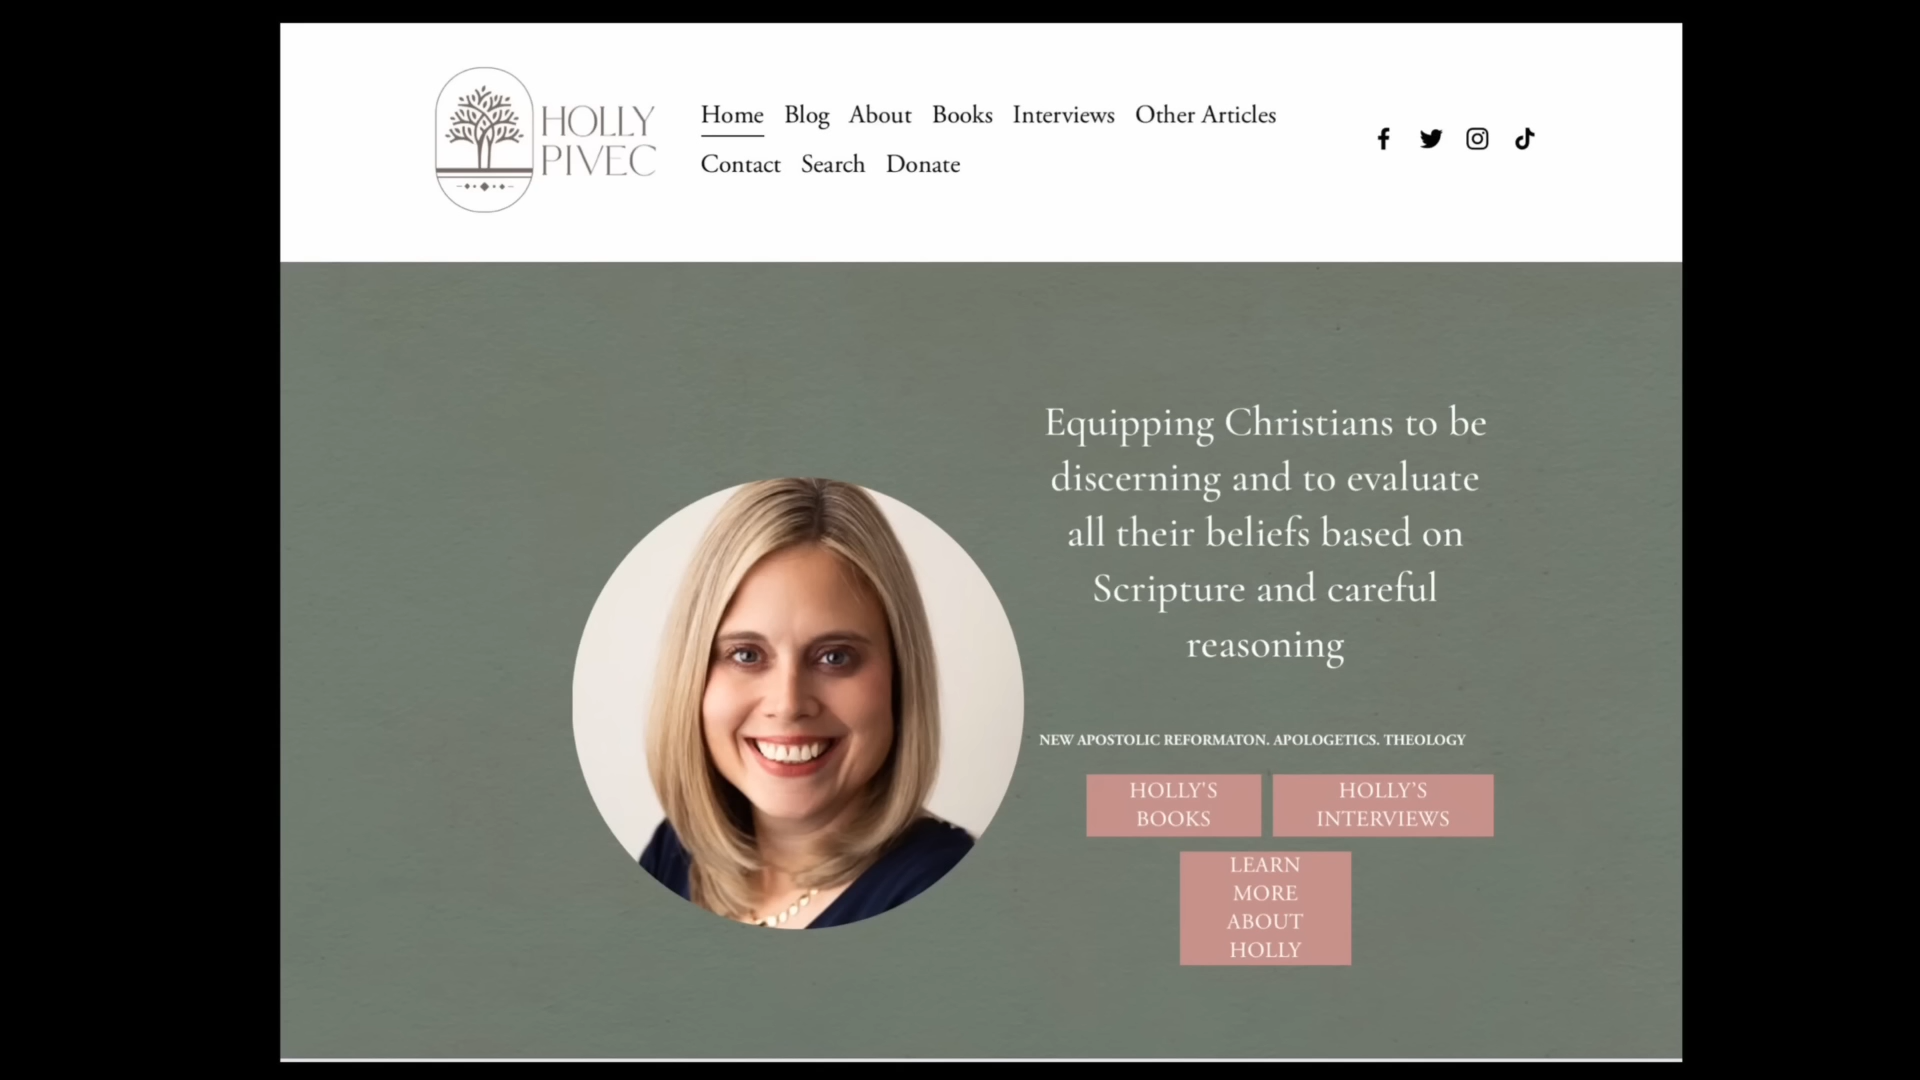 HOLLY
PIVEC
Home Blog About Books Interviews Other Articles
Contact Search Donate
Equipping Christians to be
discerning and to evaluate
all their beliefs based on
Scripture and careful
reasoning
NEW APOSTOLIC REFORMATON. APOLOGETICS. THEOLOGY
HOLLY'S
BOOKS
HOLLY'S
INTERVIEWS
LEARN
MORE
ABOUT
HOLLY